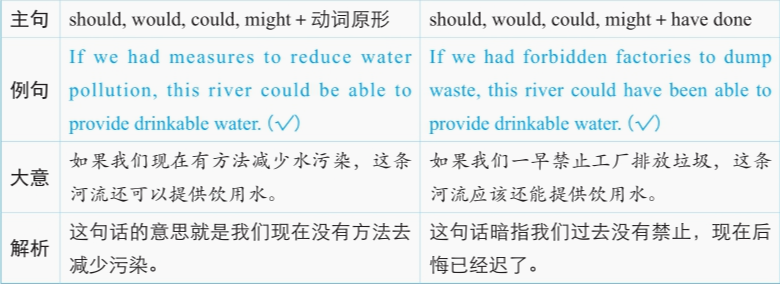 主句 should, would, could, might + 动词原形 should, would, could, might + have done
例句
If we had measures to reduce water
pollution, this river could be able to
provide drinkable water. (✓)
If we had forbidden factories to dump
waste, this river could have been able to
provide drinkable water. (✓)
大意
如果我们现在有方法减少水污染，这条
河流还可以提供饮用水。
如果我们一早禁止工厂排放垃圾，这条
河流应该还能提供饮用水。
解析
这句话的意思就是我们现在没有方法去
减少污染。
这句话暗指我们过去没有禁止，现在后
悔已经迟了。